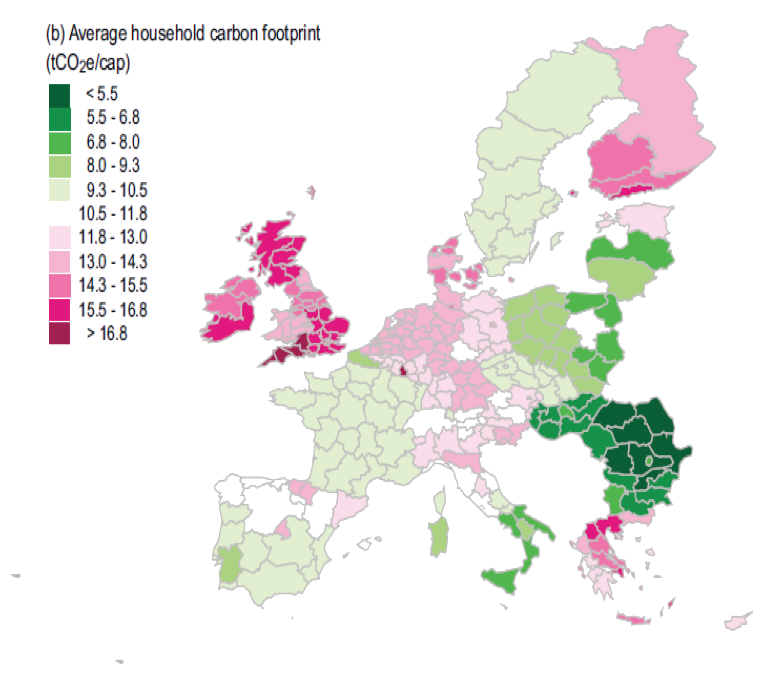 (b) Average household carbon footprint
(tCO2e/cap)
< 5.5
5.5 - 6.8
6.8 - 8.0
8.0 - 9.3
9.3 - 10.5
10.5 - 11.8
11.8 - 13.0
13.0 - 14.3
14.3 - 15.5
15.5 - 16.8
> 16.8